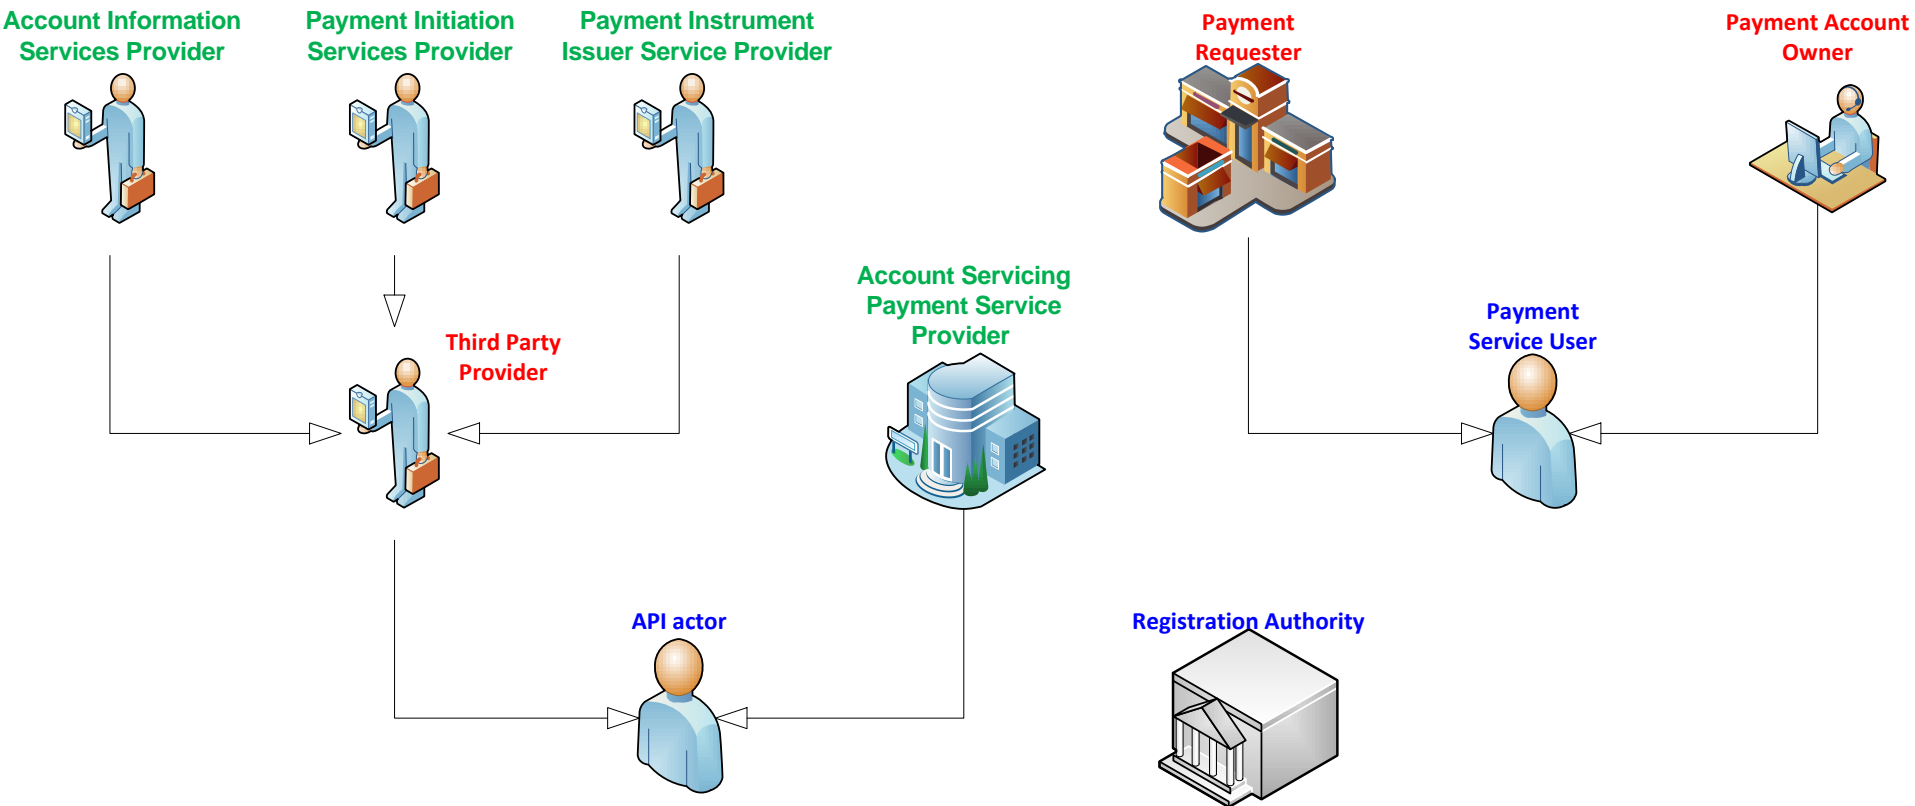 Account Information
Services Provider
Payment Initiation
Services Provider
Payment Instrument
Issuer Service Provider
Payment
Requester
Payment Account
Owner
Account Servicing
Payment Service
Provider
Third Party
Provider
Payment
Service User
API actor
Registration Authority